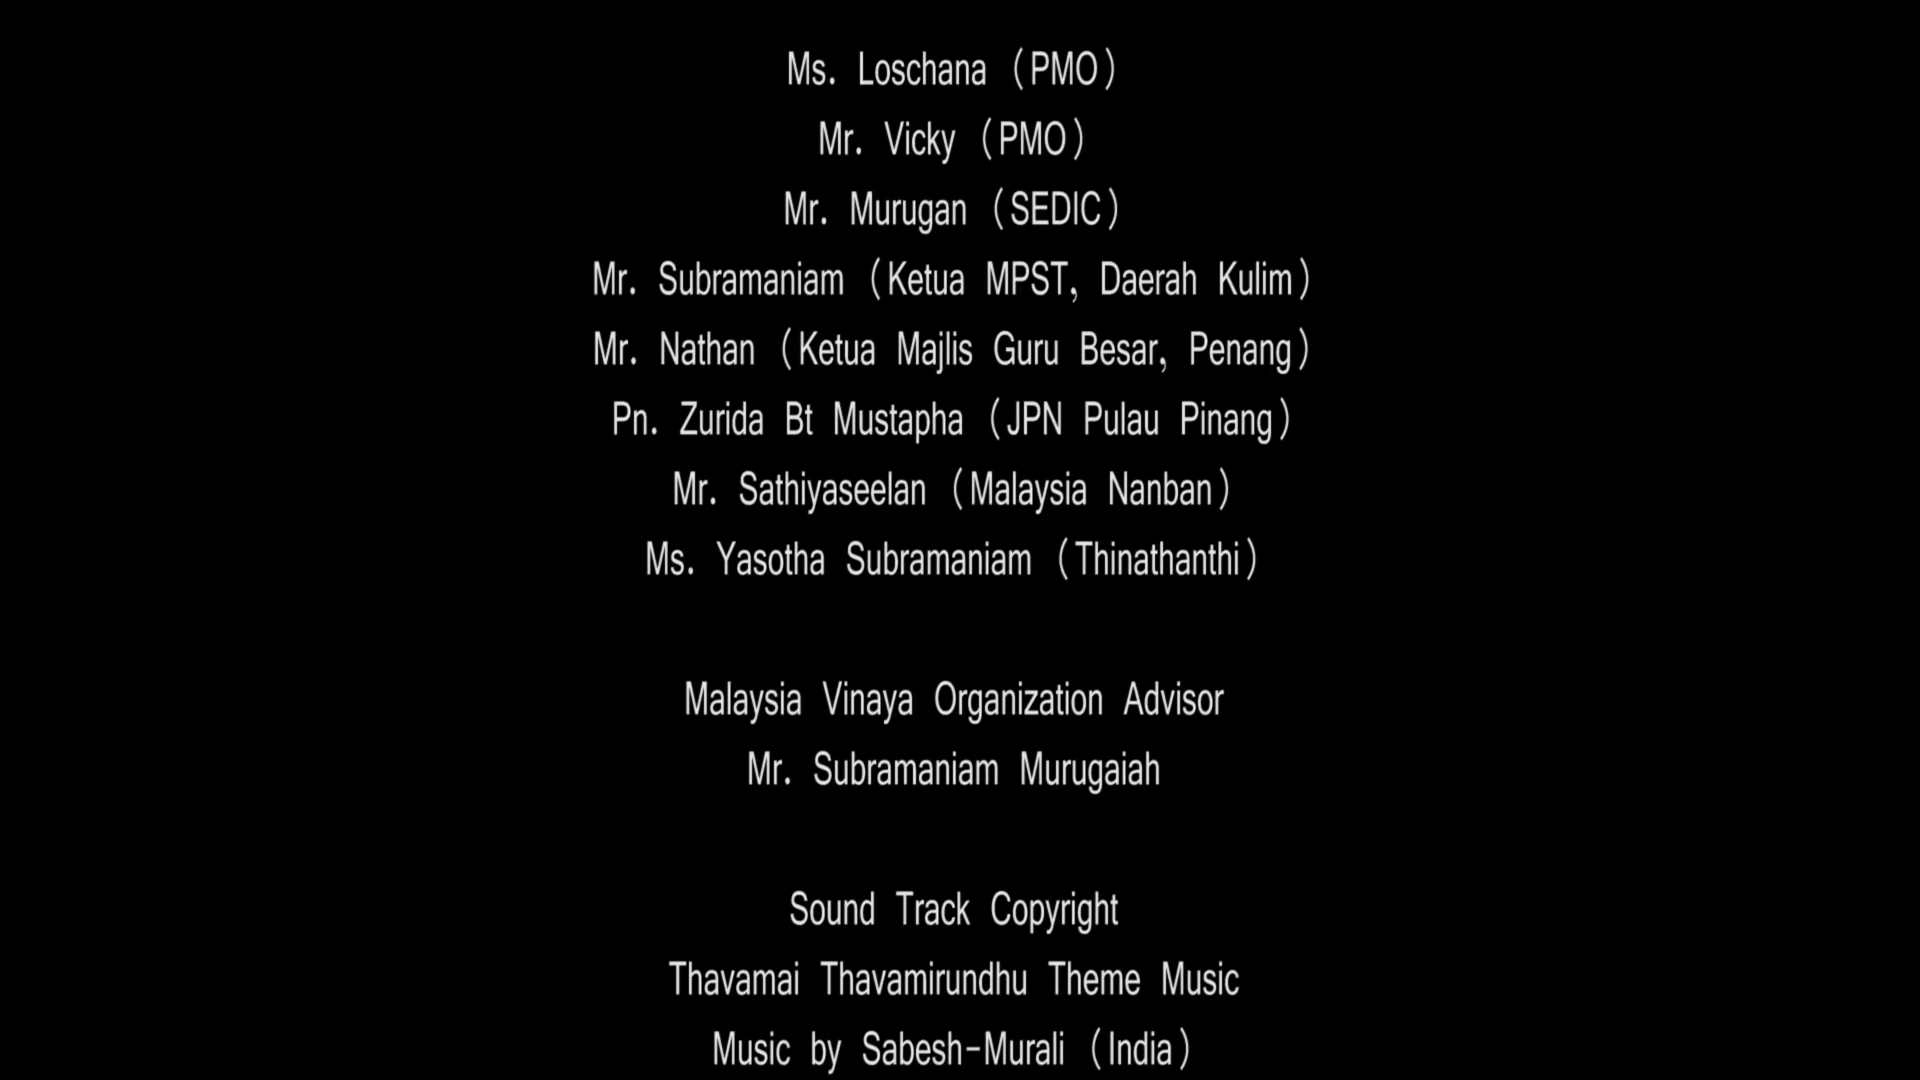 Ms. Loschana (PMO)
Mr. Vicky (PMO)
Mr. Murugan (SEDIC)
Mr. Subramaniam (Ketua MPST, Daerah Kulim)
Mr. Nathan (Ketua Majlis Guru Besar, Penang)
Pn. Zurida Bt Mustapha (JPN Pulau Pinang)
Mr. Sathiyaseelan (Malaysia Nanban)
Ms. Yasotha Subramaniam (Thinathanthi)
Malaysia Vinaya Organization Advisor
Mr. Subramaniam Murugaiah
Sound Track Copyright
Thavamai Thavamirundhu Theme Music
Music by Sabesh-Murali (India)